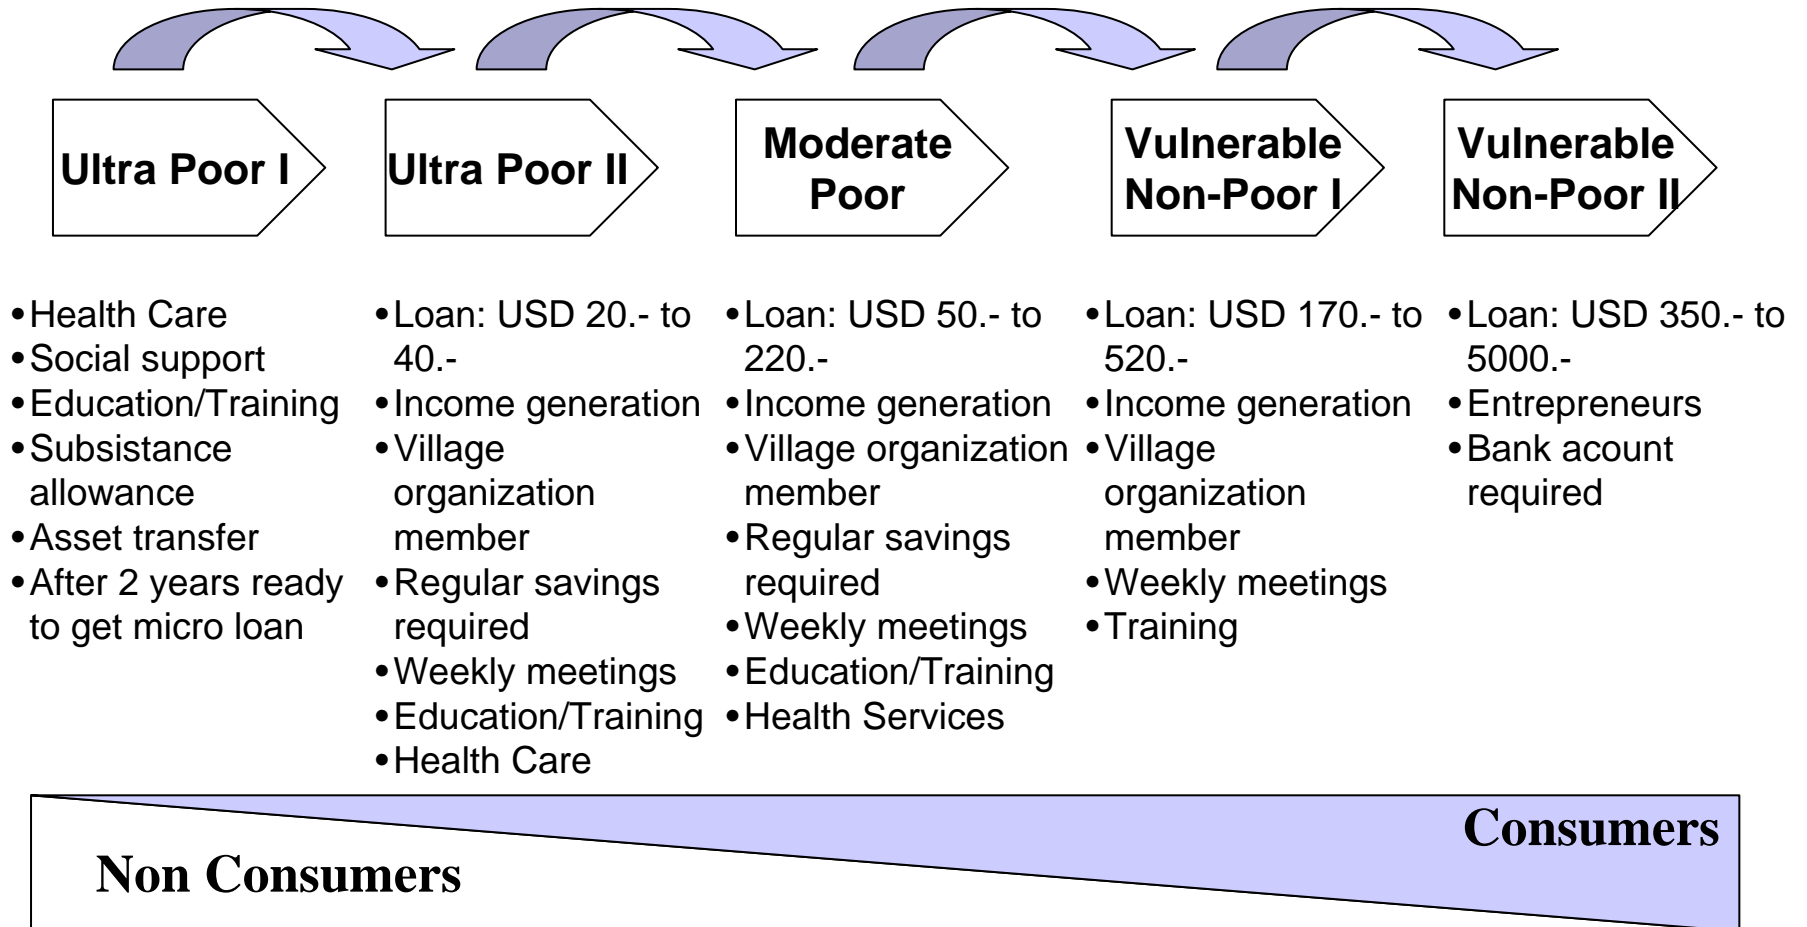 Ultra Poor I
Ultra Poor II
Moderate
Poor
Vulnerable
Non-Poor I
Vulnerable
Non-Poor II
•Health Care
•Social support
•Education/Training
•Subsistance
allowance
•Asset transfer
•After 2 years ready
to get micro loan
•Loan: USD 20.- to
40.-
•Income generation
•Village
organization
member
•Regular savings
required
•Weekly meetings
•Education/Training
•Health Care
•Loan: USD 50.- to
220.-
•Income generation
•Village organization
member
•Regular savings
required
•Weekly meetings
•Education/Training
•Health Services
•Loan: USD 170.- to
520.-
•Income generation
•Village
organization
member
•Weekly meetings
•Training
•Loan: USD 350.- to
5000.-
•Entrepreneurs
•Bank acount
required
Consumers
Non Consumers